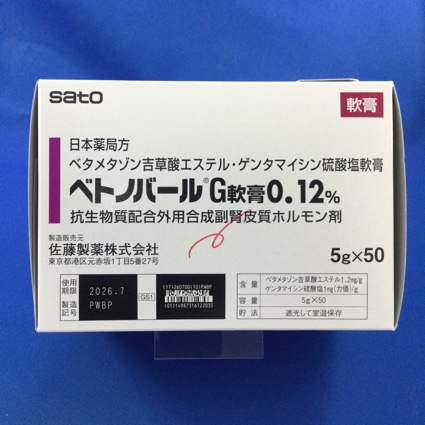 sato
軟膏
日本薬局方
ベタメタゾン吉草酸エステル・ゲンタマイシン硫酸塩軟膏
ベトノバール®G軟膏0.12%
抗生物質配合外用合成副腎皮質ホルモン剤
製造販売元
佐藤製薬株式会社
東京都港区元赤坂1丁目5番27号
5g×50
使用期限 2026.7
製造記号 PWBP
GS1
(17)260700(10)PWBP
(01)14987316122035
含量 ベタメタゾン吉草酸エステル1.2mg/g
ゲンタマイシン硫酸塩1mg(力価)/g
容量 5g×50
貯法 遮光して室温保存